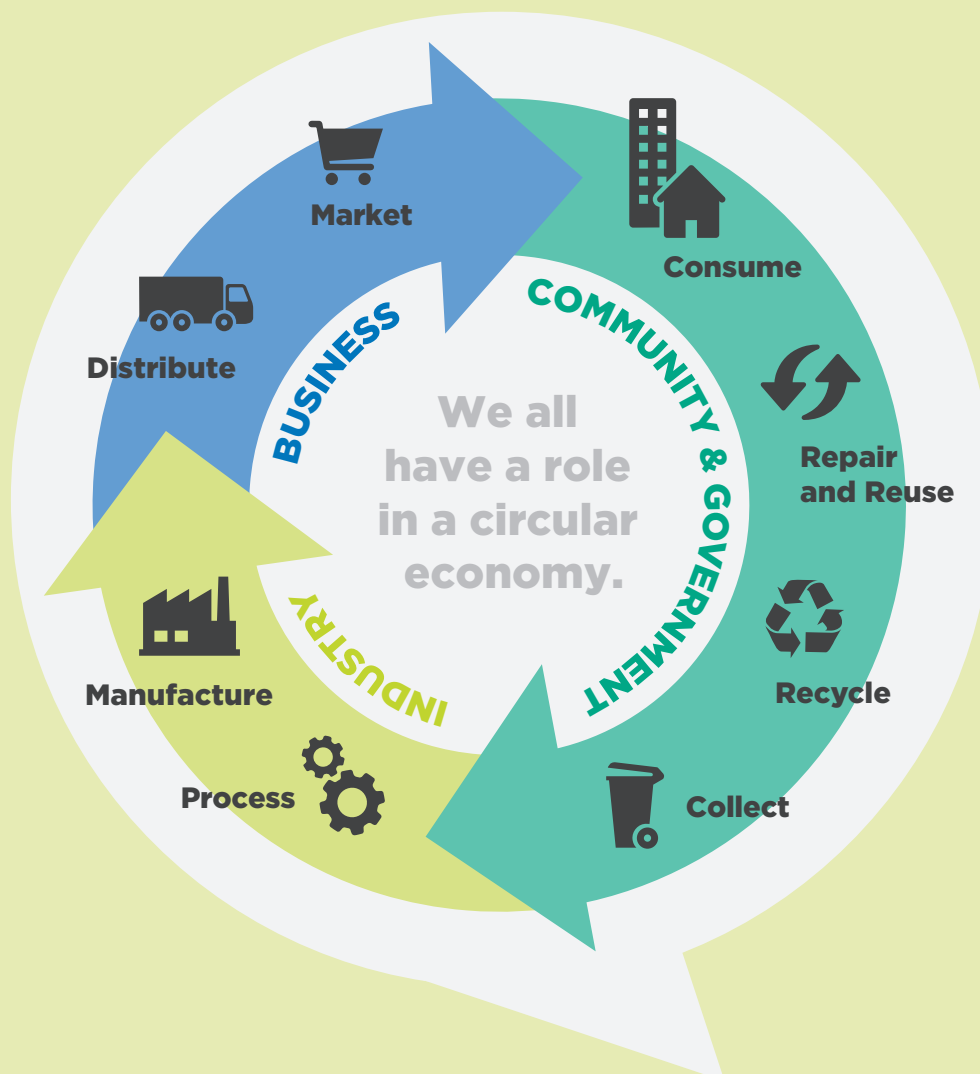 Market
Consume
Distribute
BUSINESS
COMMUNITY & GOVERNMENT
We all
have a role
in a circular
economy.
Repair
and Reuse
INDUSTRY
Manufacture
Recycle
Process
Collect